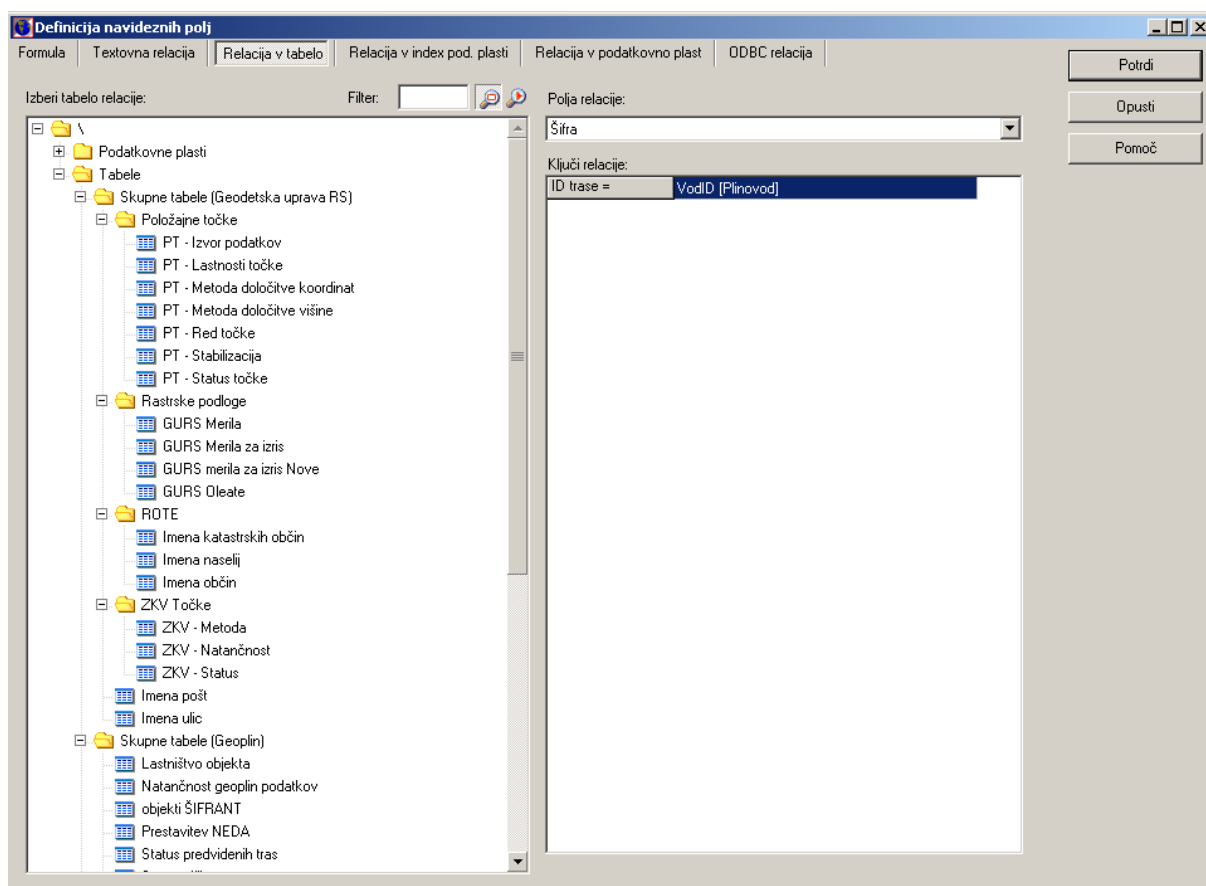 Definicija navideznih polj
Formula Textovna relacija Relacija v tabelo Relacija v index pod. plasti Relacija v podatkovno plast ODBC relacija
Izberi tabelo relacije: Filter:
\
Podatkovne plasti
Tabele
Skupne tabele (Geodetska uprava RS)
Položajne točke
PT - Izvor podatkov
PT - Lastnosti točke
PT - Metoda določitve koordinat
PT - Metoda določitve višine
PT - Red točke
PT - Stabilizacija
PT - Status točke
Rastrske podloge
GURS Merila
GURS Merila za izris
GURS merila za izris Nove
GURS Oleate
ROTE
Imena katastrskih občin
Imena naselij
Imena občin
ZKV Točke
ZKV - Metoda
ZKV - Natančnost
ZKV - Status
Imena pošt
Imena ulic
Skupne tabele (Geoplin)
Lastništvo objekta
Natančnost geoplin podatkov
objekti ŠIFRANT
Prestavitev NEDA
Status predvidenih tras
Polja relacije:
Šifra
Ključi relacije:
ID trase = VodID [Plinovod]
Potrdi
Opusti
Pomoč